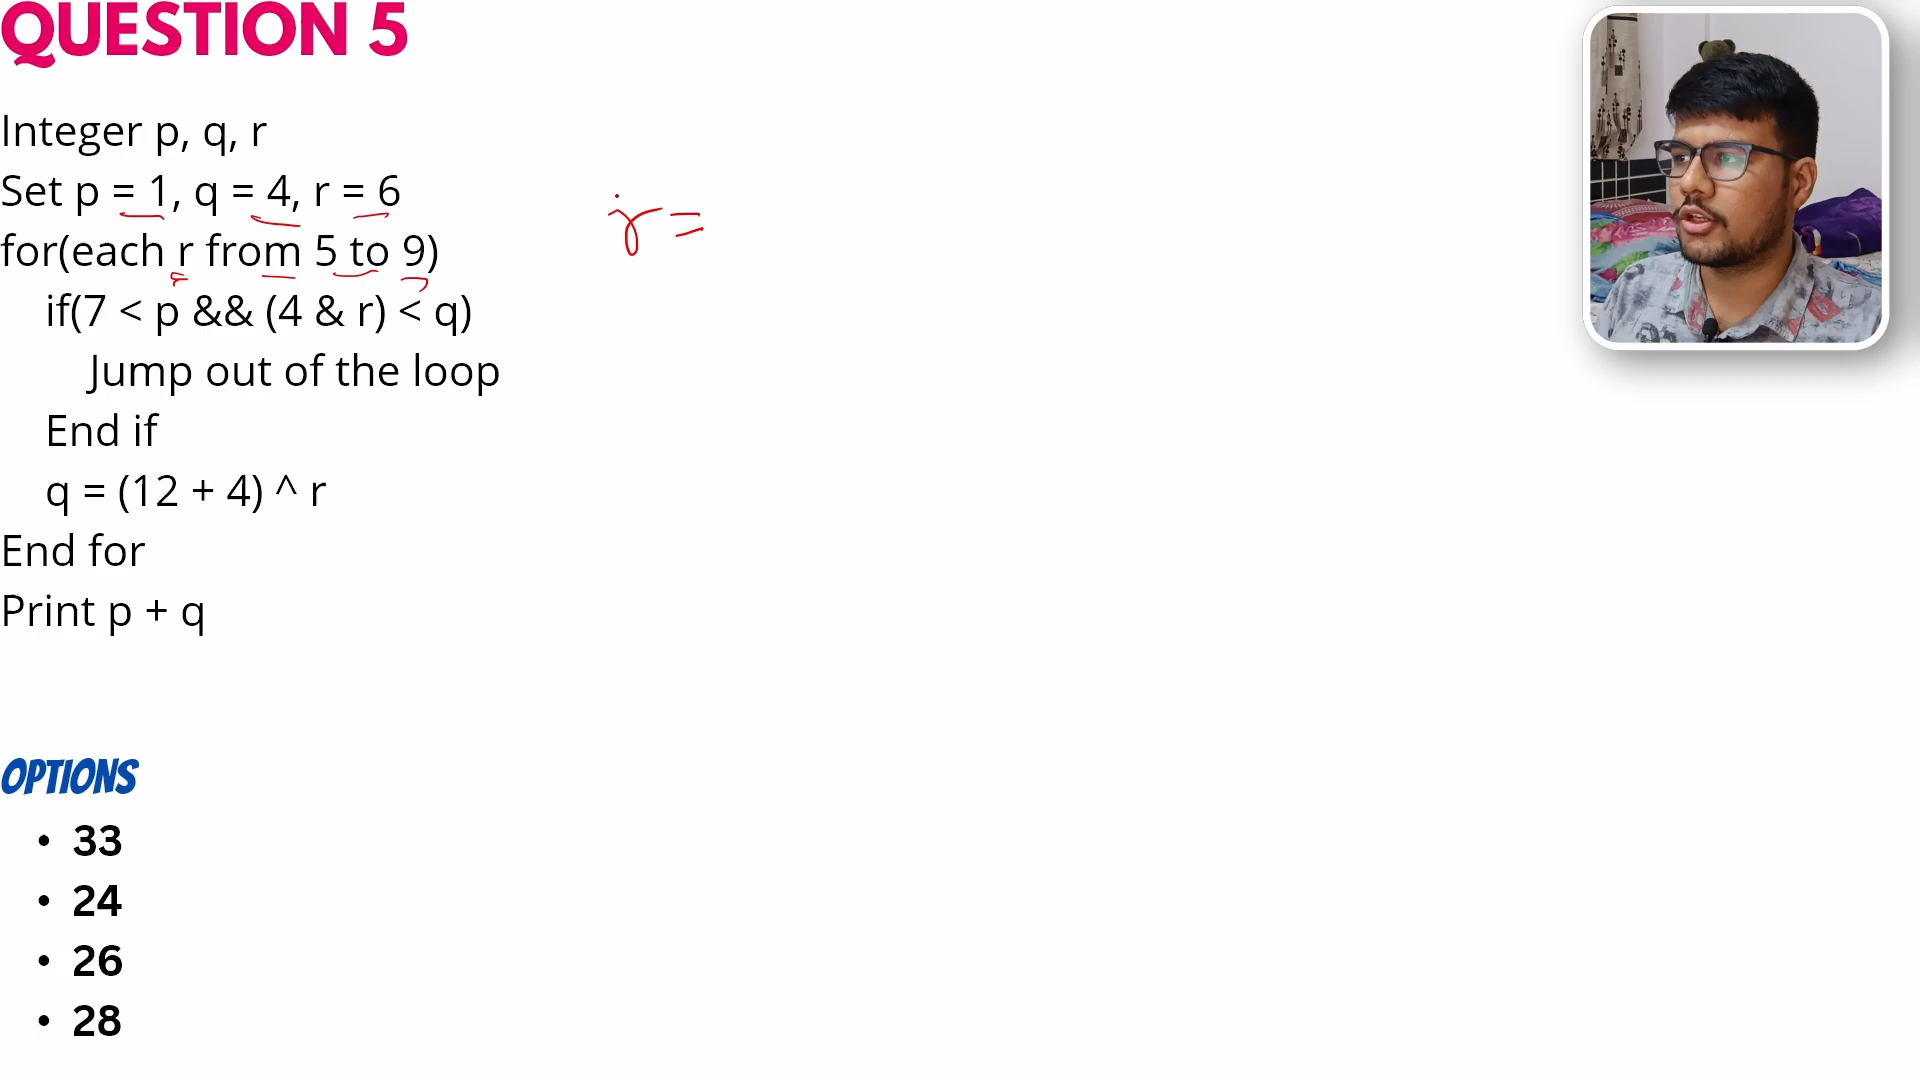 QUESTION 5
Integer p, q, r
Set p = 1, q = 4, r = 6
for(each r from 5 to 9)
if(7 < p && (4 & r) < q)
Jump out of the loop
End if
q = (12 + 4) ^ r
End for
Print p + q
r =
OPTIONS
• 33
• 24
• 26
• 28